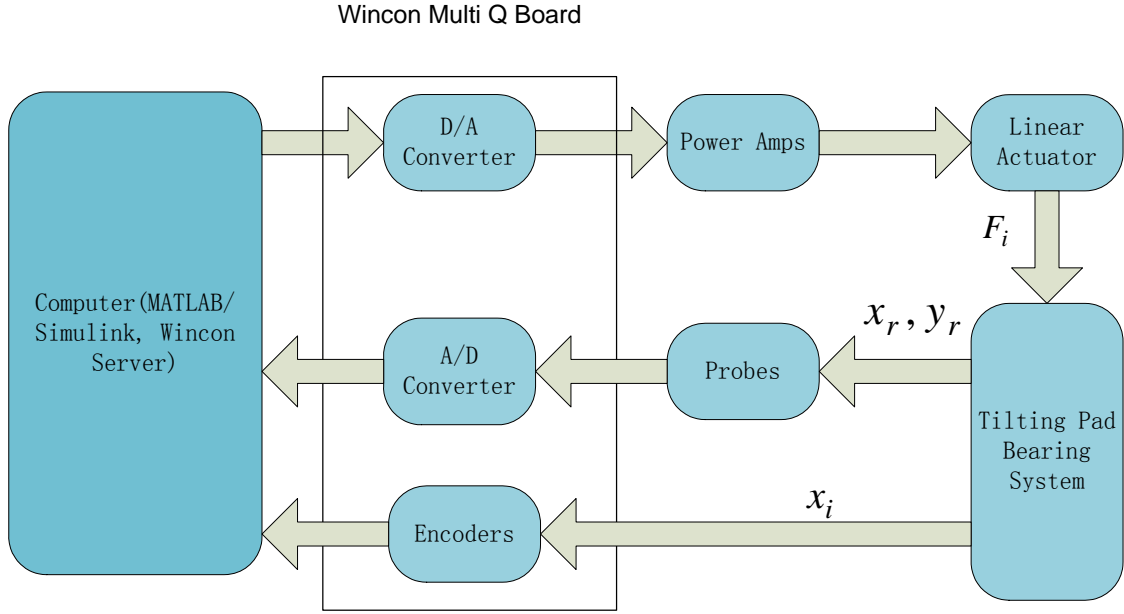 Wincon Multi Q Board
D/A
Converter
Power Amps
Linear
Actuator
F_i
Computer(MATLAB/
Simulink, Wincon
Server)
x_r, y_r
A/D
Converter
Probes
Tilting Pad
Bearing
System
x_i
Encoders